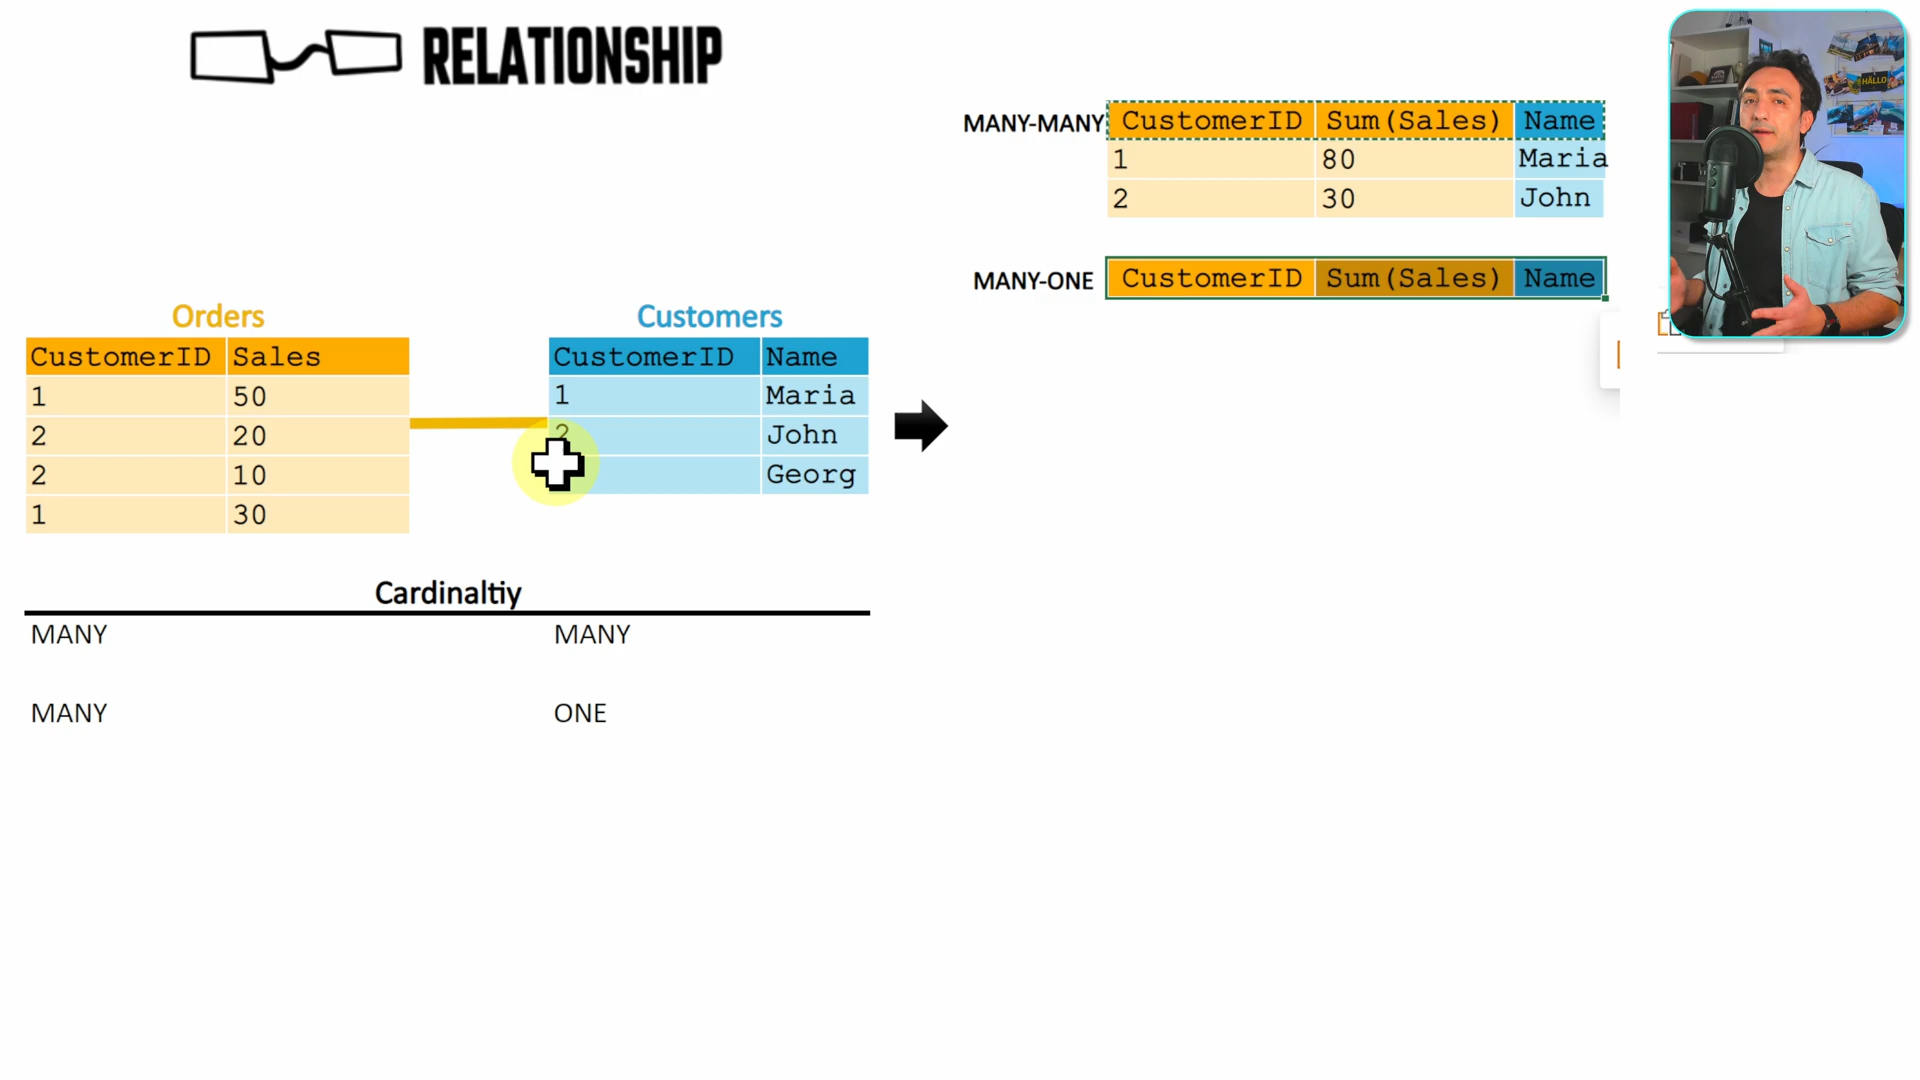 RELATIONSHIP
MANY-MANY CustomerID Sum(Sales) Name
1 80 Maria
2 30 John
MANY-ONE CustomerID Sum(Sales) Name
Orders
CustomerID Sales
1 50
2 20
2 10
1 30
Customers
CustomerID Name
1 Maria
2 John
Georg
Cardinaltiy
MANY MANY
MANY ONE
HALLO